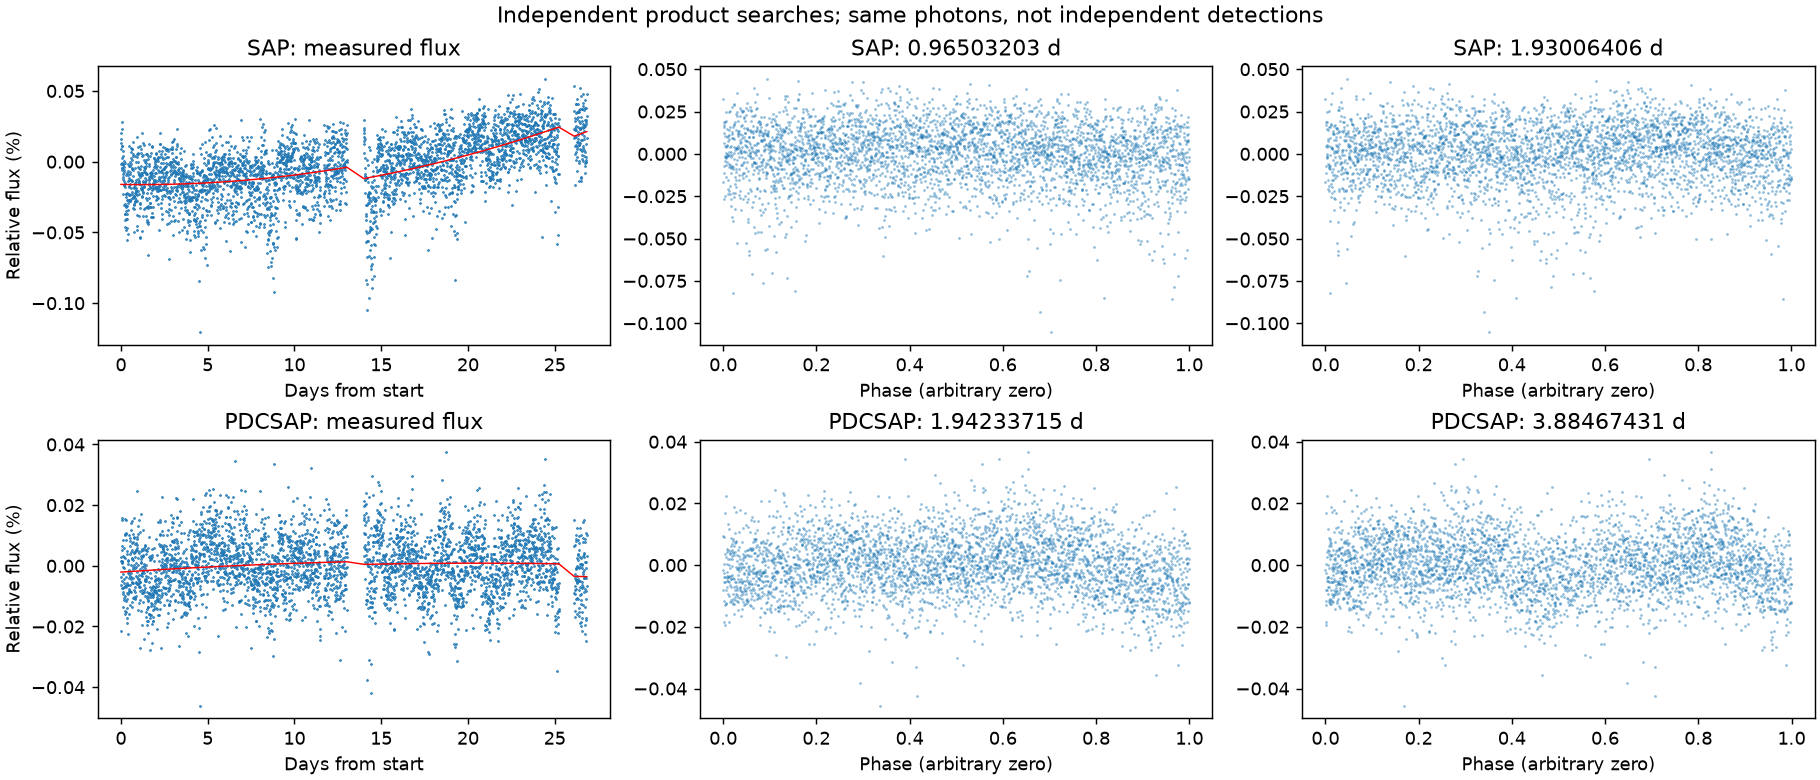 Independent product searches; same photons, not independent detections
SAP: measured flux
Relative flux (%)
0.05
0.00
−0.05
−0.10
0 5 10 15 20 25
Days from start
SAP: 0.96503203 d
0.050
0.025
0.000
−0.025
−0.050
−0.075
−0.100
0.0 0.2 0.4 0.6 0.8 1.0
Phase (arbitrary zero)
SAP: 1.93006406 d
0.050
0.025
0.000
−0.025
−0.050
−0.075
−0.100
0.0 0.2 0.4 0.6 0.8 1.0
Phase (arbitrary zero)
PDCSAP: measured flux
Relative flux (%)
0.04
0.02
0.00
−0.02
−0.04
0 5 10 15 20 25
Days from start
PDCSAP: 1.94233715 d
0.04
0.02
0.00
−0.02
−0.04
0.0 0.2 0.4 0.6 0.8 1.0
Phase (arbitrary zero)
PDCSAP: 3.88467431 d
0.04
0.02
0.00
−0.02
−0.04
0.0 0.2 0.4 0.6 0.8 1.0
Phase (arbitrary zero)